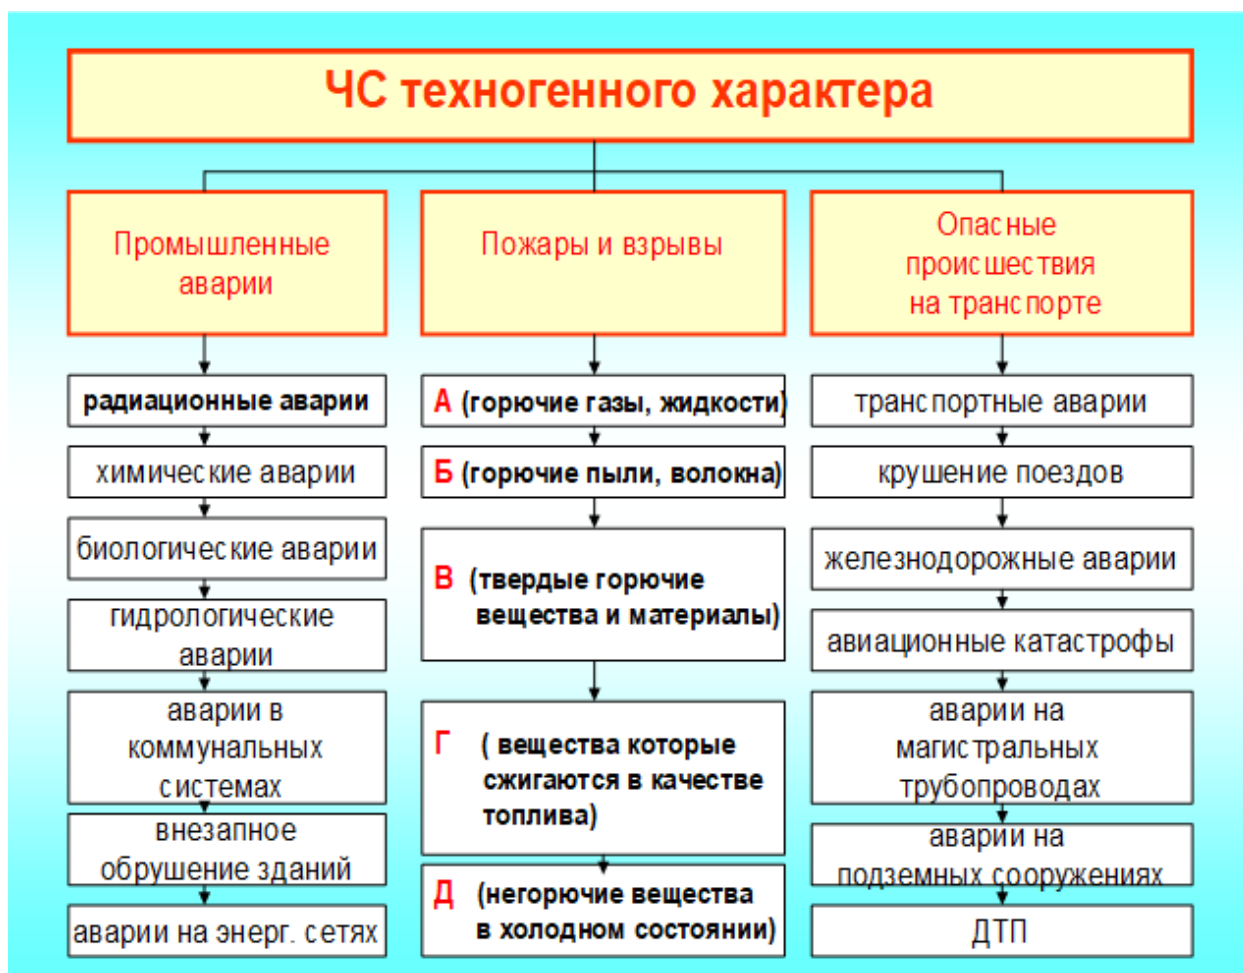 ЧС техногенного характера
Промышленные
аварии
радиационные аварии
химические аварии
биологические аварии
гидрологические
аварии
аварии в
коммунальных
системах
внезапное
обрушение зданий
аварии на энерг. сетях
Пожары и взрывы
А (горючие газы, жидкости)
Б (горючие пыли, волокна)
В (твердые горючие
вещества и материалы)
Г ( вещества которые
сжигаются в качестве
топлива)
Д (негорючие вещества
в холодном состоянии)
Опасные
происшествия
на транспорте
транспортные аварии
крушение поездов
железнодорожные аварии
авиационные катастрофы
аварии на
магистральных
трубопроводах
аварии на
подземных сооружениях
ДТП